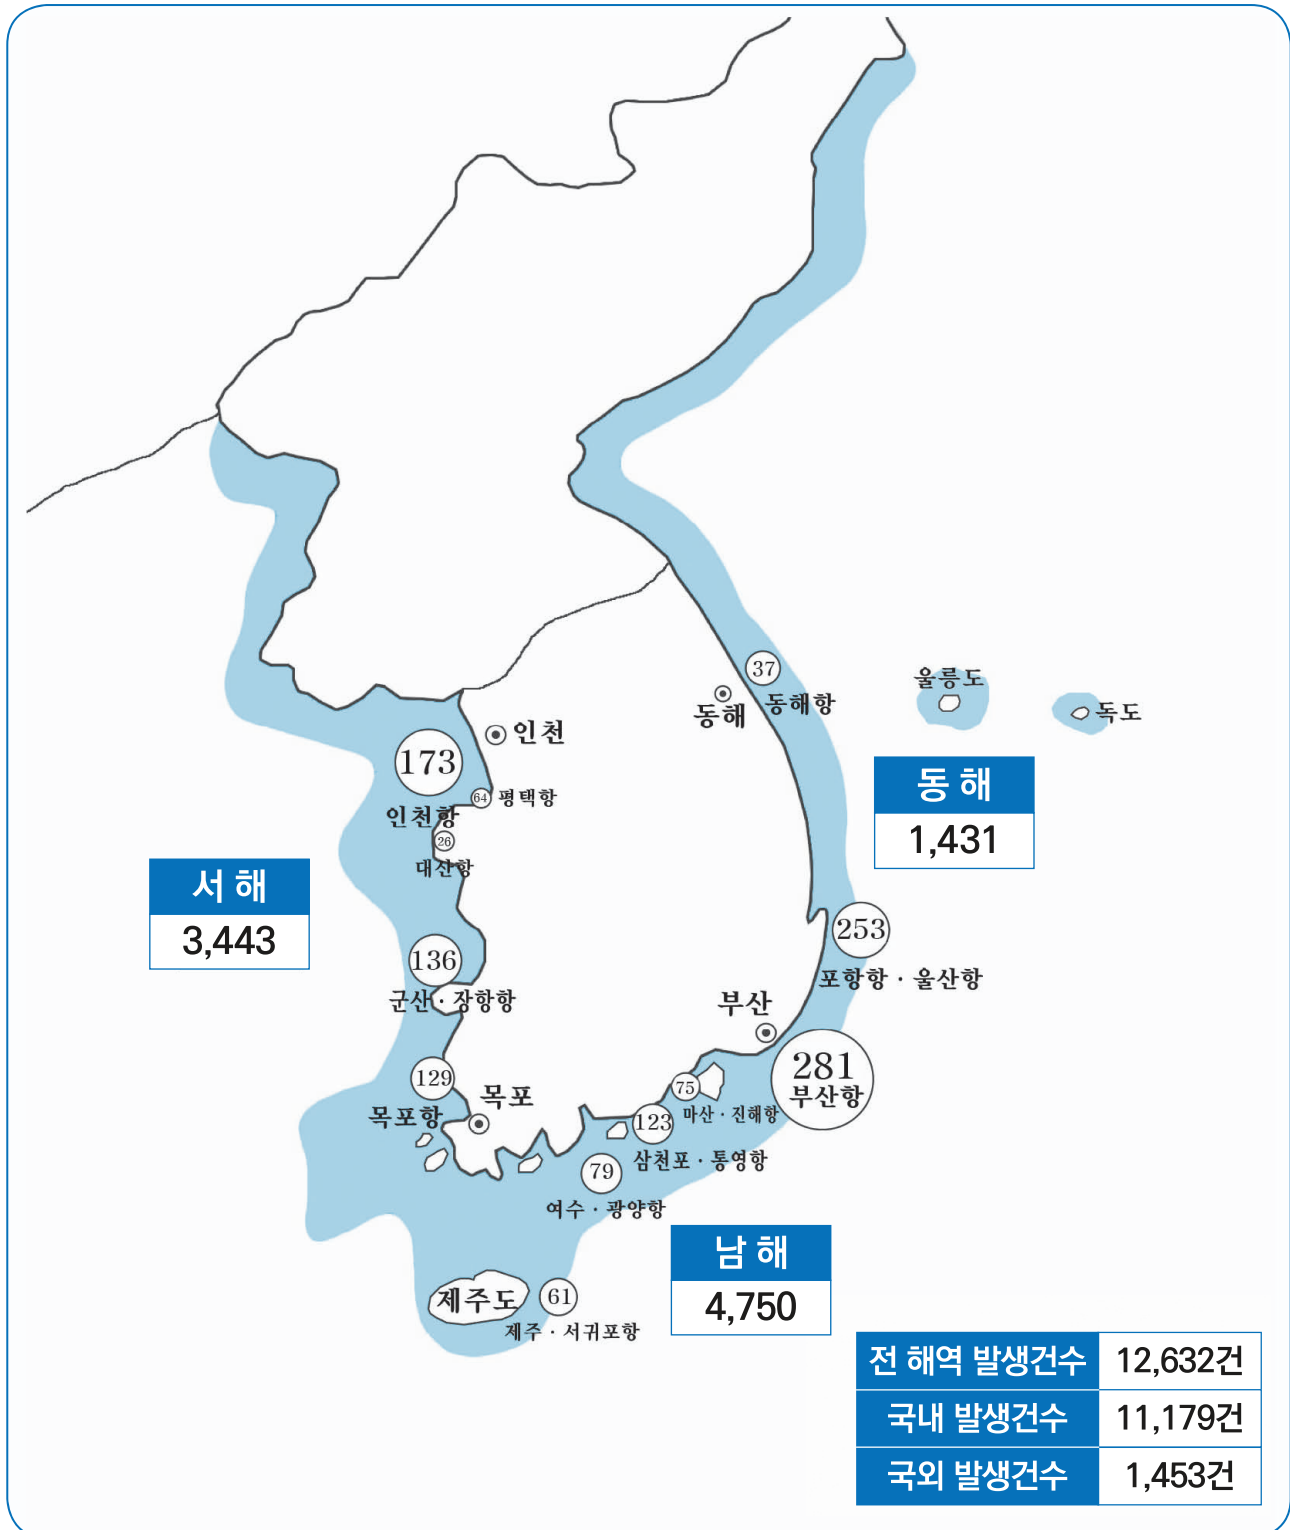 울릉도
37
동해항
동해
독도
인천
173
인천항
64 평택항
26
대산항
동 해
1,431
서 해
3,443
253
포항항 · 울산항
136
군산 · 장항항
부산
281
부산항
129
목포항
목포
75
마산 · 진해항
123
삼천포 · 통영항
79
여수 · 광양항
남 해
4,750
제주도
61
제주 · 서귀포항
전 해역 발생건수 12,632건
국내 발생건수 11,179건
국외 발생건수 1,453건